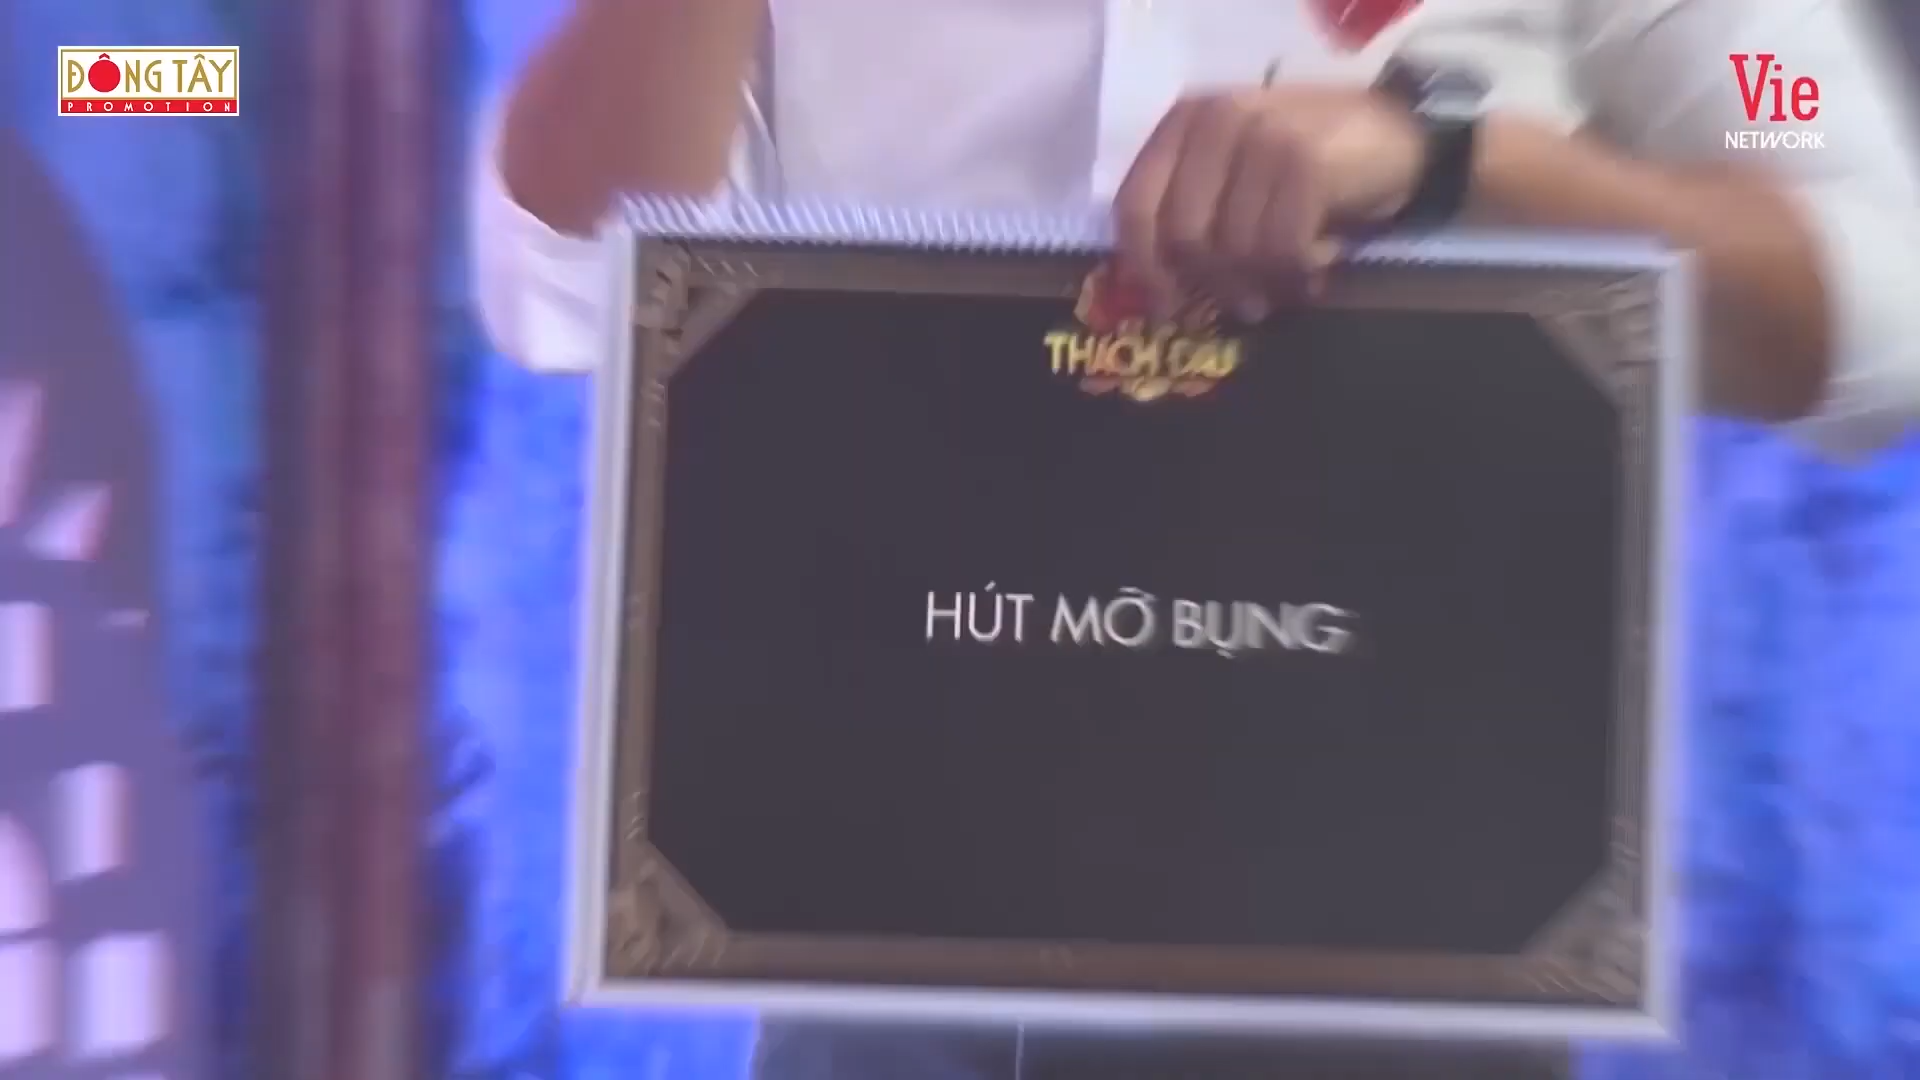 ĐÔNG TÂY
PROMOTION
Vie
NETWORK
THÁCH ĐẤU
HÚT MỠ BỤNG